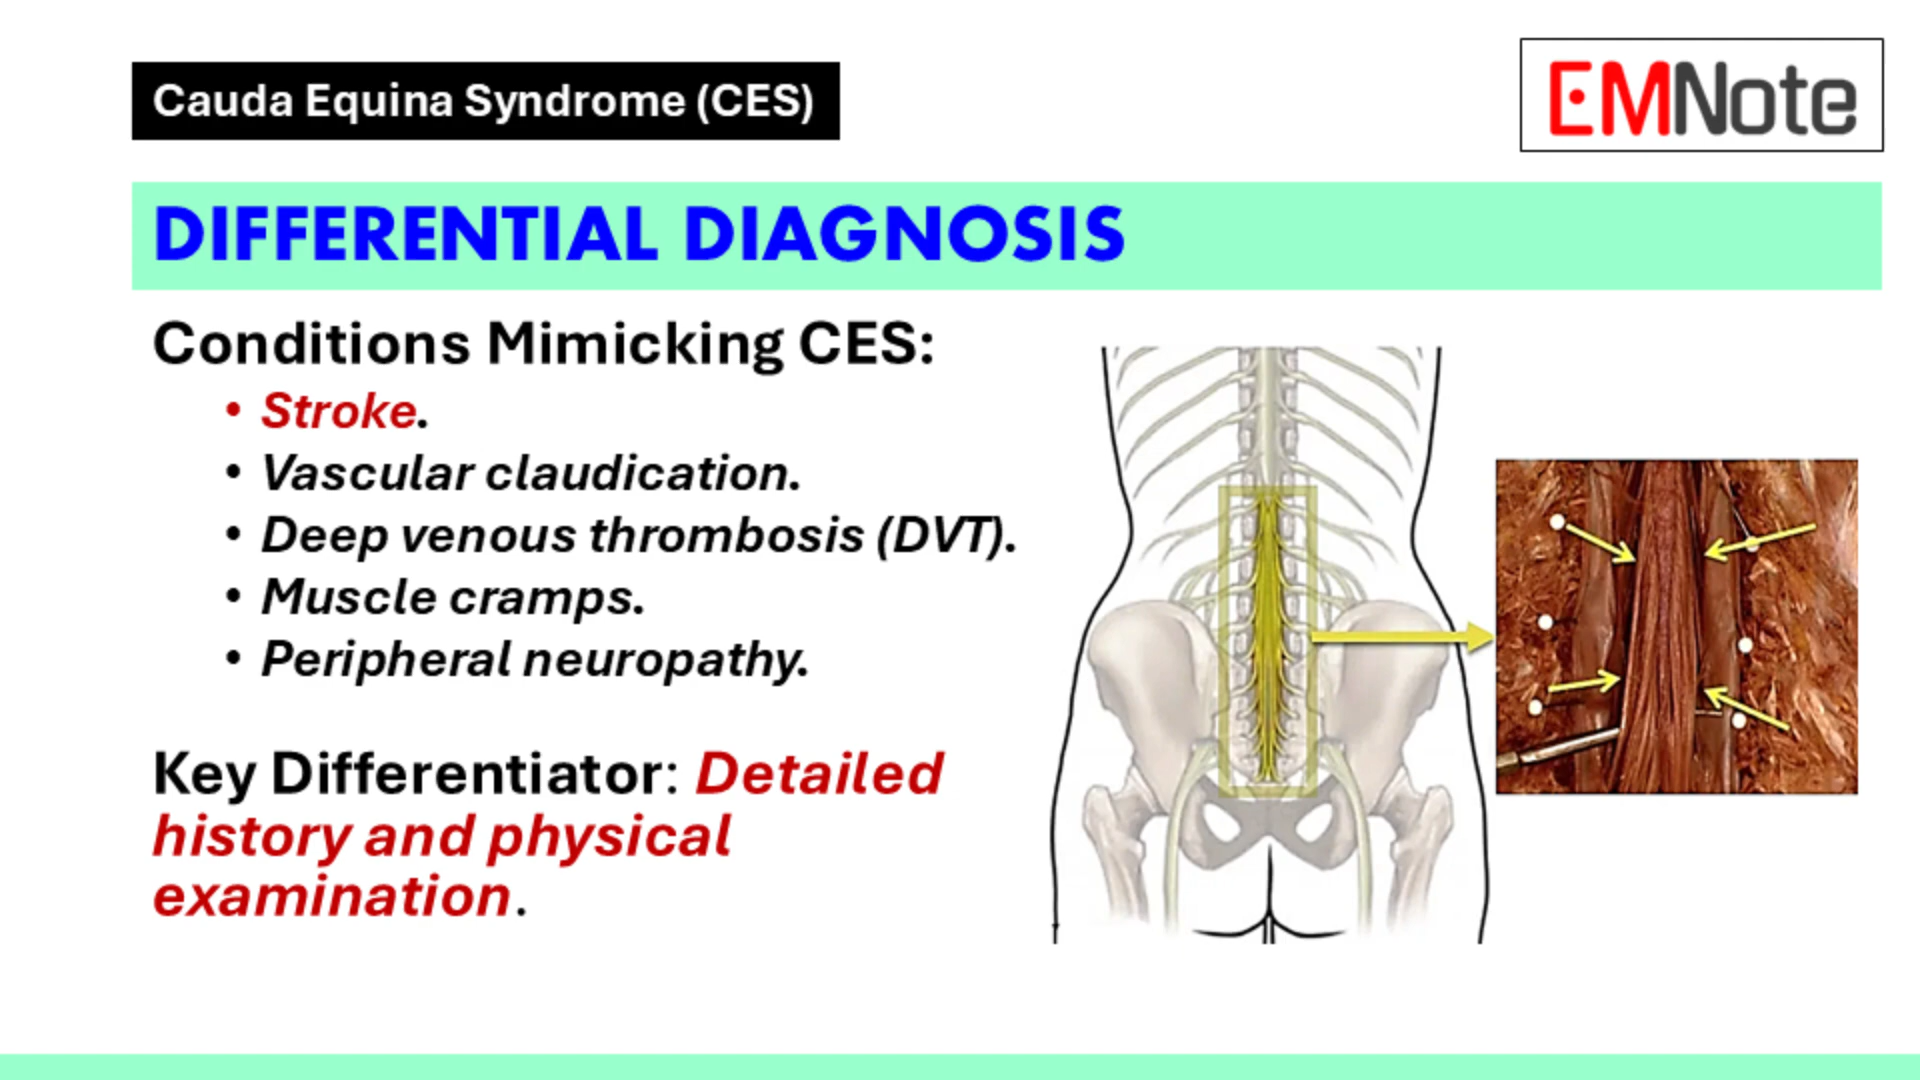 Cauda Equina Syndrome (CES)
EMNote
DIFFERENTIAL DIAGNOSIS
Conditions Mimicking CES:
• Stroke.
• Vascular claudication.
• Deep venous thrombosis (DVT).
• Muscle cramps.
• Peripheral neuropathy.
Key Differentiator: Detailed
history and physical
examination.